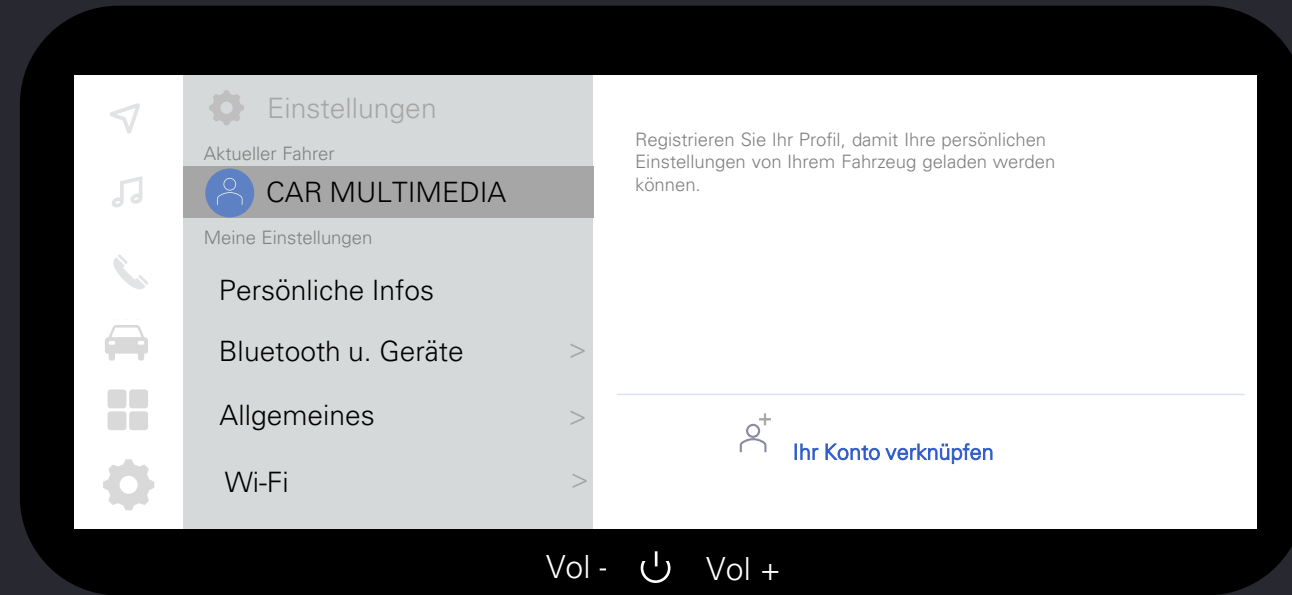 Einstellungen
Aktueller Fahrer
CAR MULTIMEDIA
Meine Einstellungen
Persönliche Infos
Bluetooth u. Geräte >
Allgemeines >
Wi-Fi >
Registrieren Sie Ihr Profil, damit Ihre persönlichen
Einstellungen von Ihrem Fahrzeug geladen werden
können.
Ihr Konto verknüpfen
Vol - Vol +